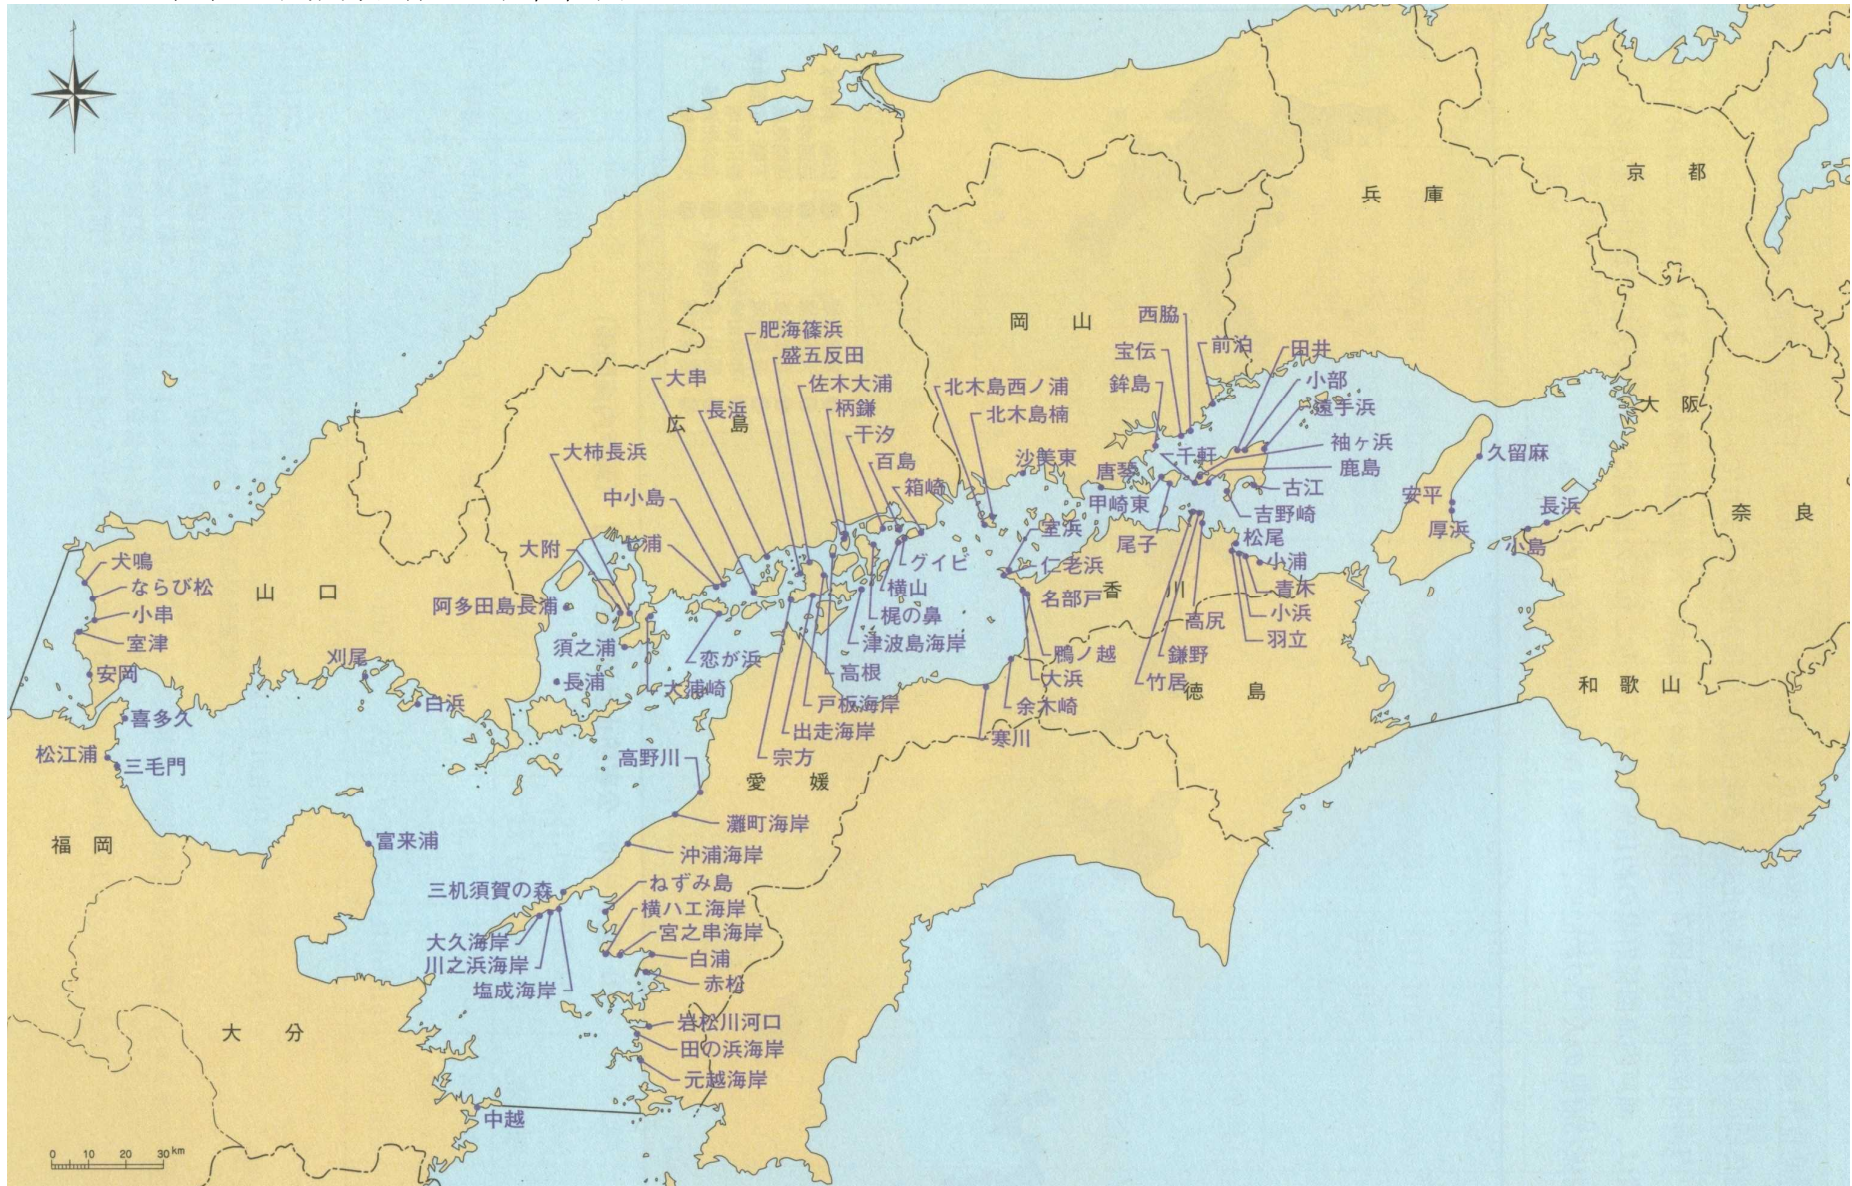 兵庫
京都
岡山
西脇
前泊
田井
宝伝
肥海篠浜
盛五反田
鉾島
小部
大串
佐木大浦
北木島西ノ浦
遠手浜
大阪
長浜
柄鎌
北木島楠
広島
干汐
袖ヶ浜
大柿長浜
百島
沙美東
千軒
久留麻
唐琴
鹿島
箱崎
古江
中小島
甲崎東
安平
長浜
吉野崎
奈良
室浜
厚浜
大附
七浦
尾子
松尾
小島
犬鳴
グイビ
仁老浜
小浦
ならび松
山口
横山
香川
青木
阿多田島長浦
名部戸
小串
梶の鼻
高尻
小浜
室津
須之浦
津波島海岸
羽立
刈尾
恋が浜
鴨ノ越
鎌野
安岡
長浦
大浦崎
高根
大浜
竹居
徳島
和歌山
白浜
戸板海岸
余木崎
喜多久
出走海岸
寒川
松江浦
三毛門
高野川
宗方
愛媛
灘町海岸
福岡
富来浦
沖浦海岸
三机須賀の森
ねずみ島
横ハエ海岸
大久海岸
宮之串海岸
川之浜海岸
白浦
塩成海岸
赤松
大分
岩松川河口
田の浜海岸
元越海岸
中越
0 10 20 30km